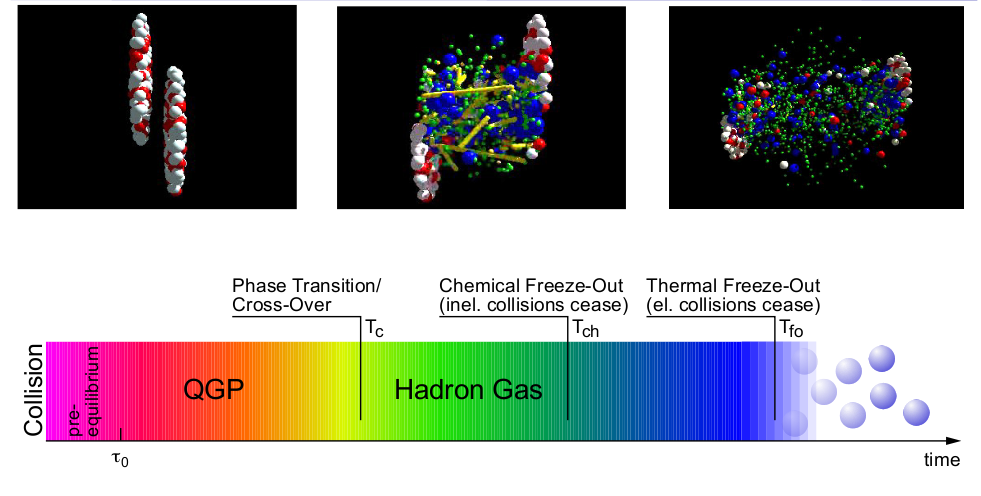 Phase Transition/
Cross-Over
Tc
Chemical Freeze-Out
(inel. collisions cease)
Tch
Thermal Freeze-Out
(el. collisions cease)
Tfo
Collision
pre-
equilibrium
QGP
Hadron Gas
τ0
time